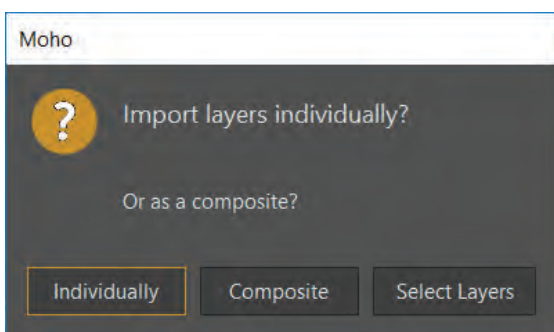 Moho
?
Import layers individually?
Or as a composite?
Individually Composite Select Layers